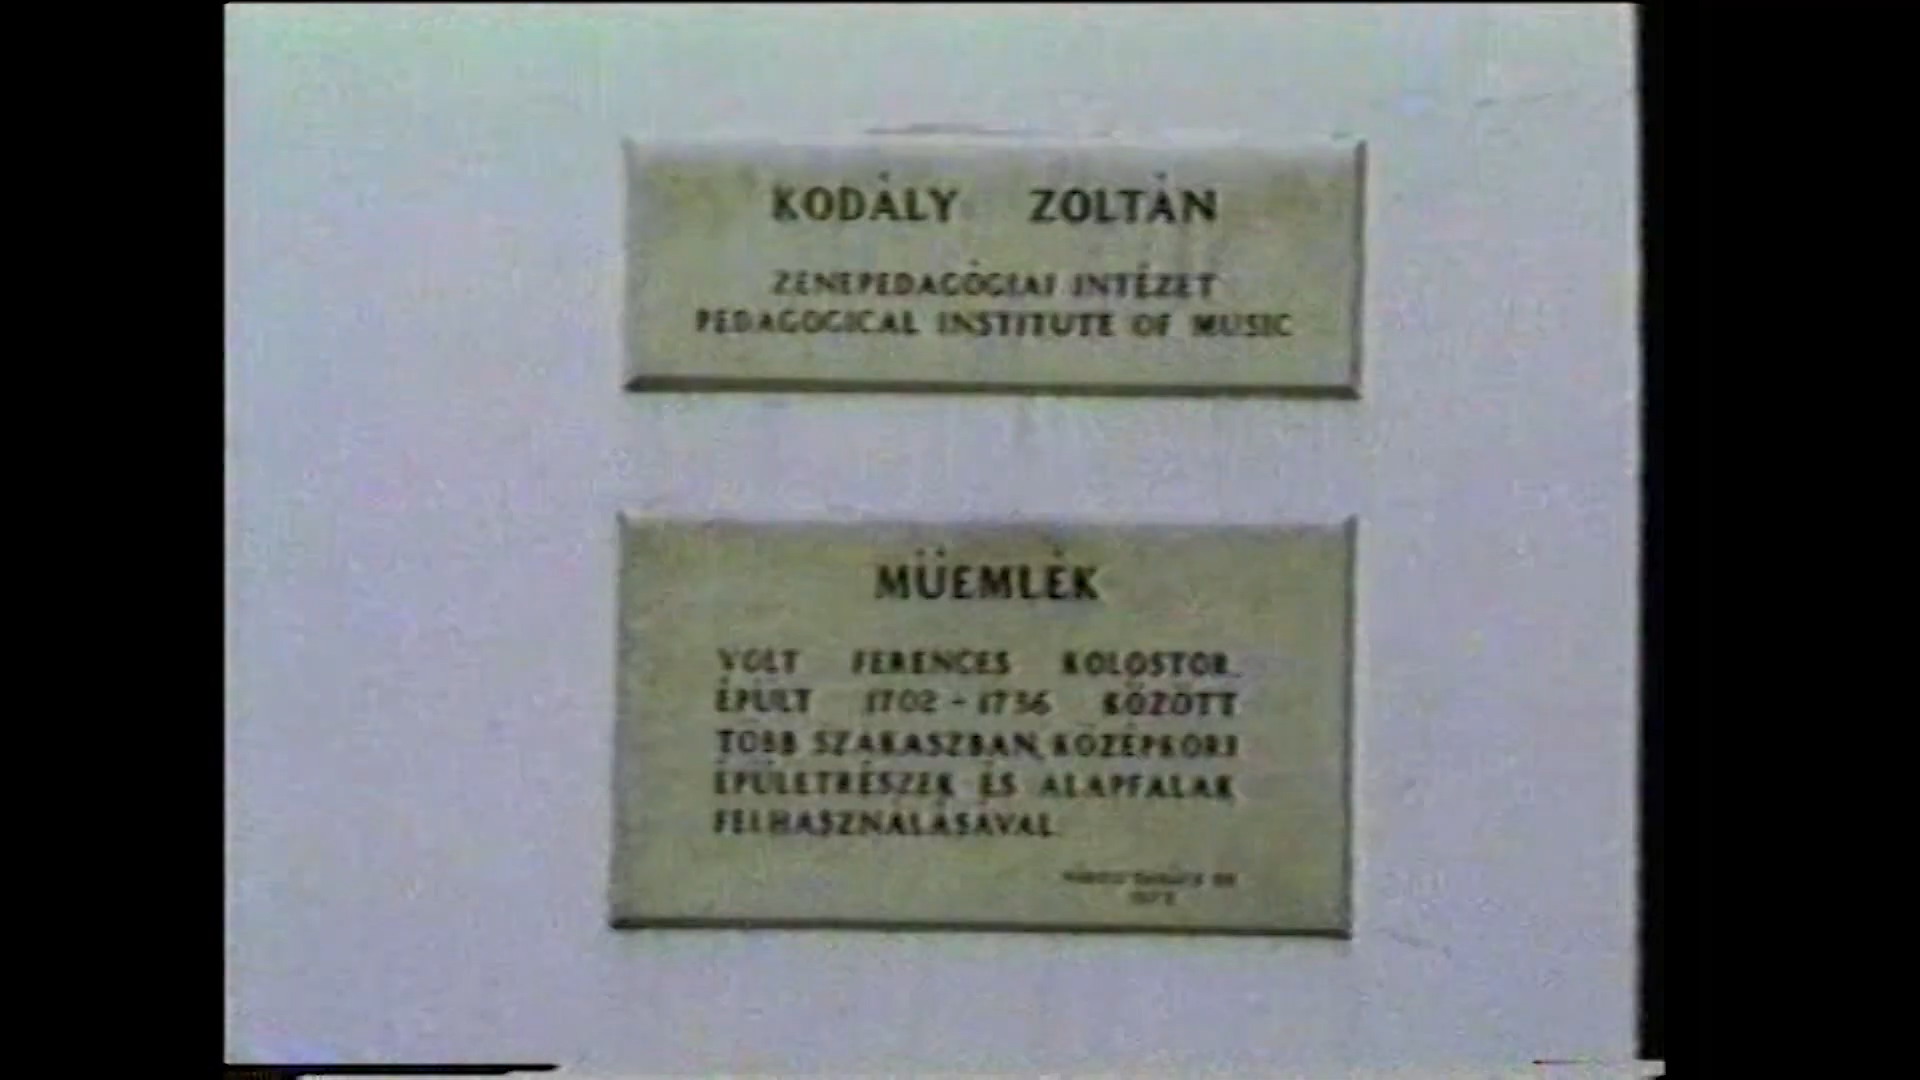 KODÁLY ZOLTÁN
ZENEPEDAGÓGIAI INTÉZET
PEDAGOGICAL INSTITUTE OF MUSIC
MŰEMLÉK
VOLT FERENCES KOLOSTOR.
ÉPÜLT 1702-1736 KÖZÖTT
TÖBB SZAKASZBAN, KÖZÉPKORI
ÉPÜLETRÉSZEK ÉS ALAPFALAK
FELHASZNÁLÁSÁVAL.